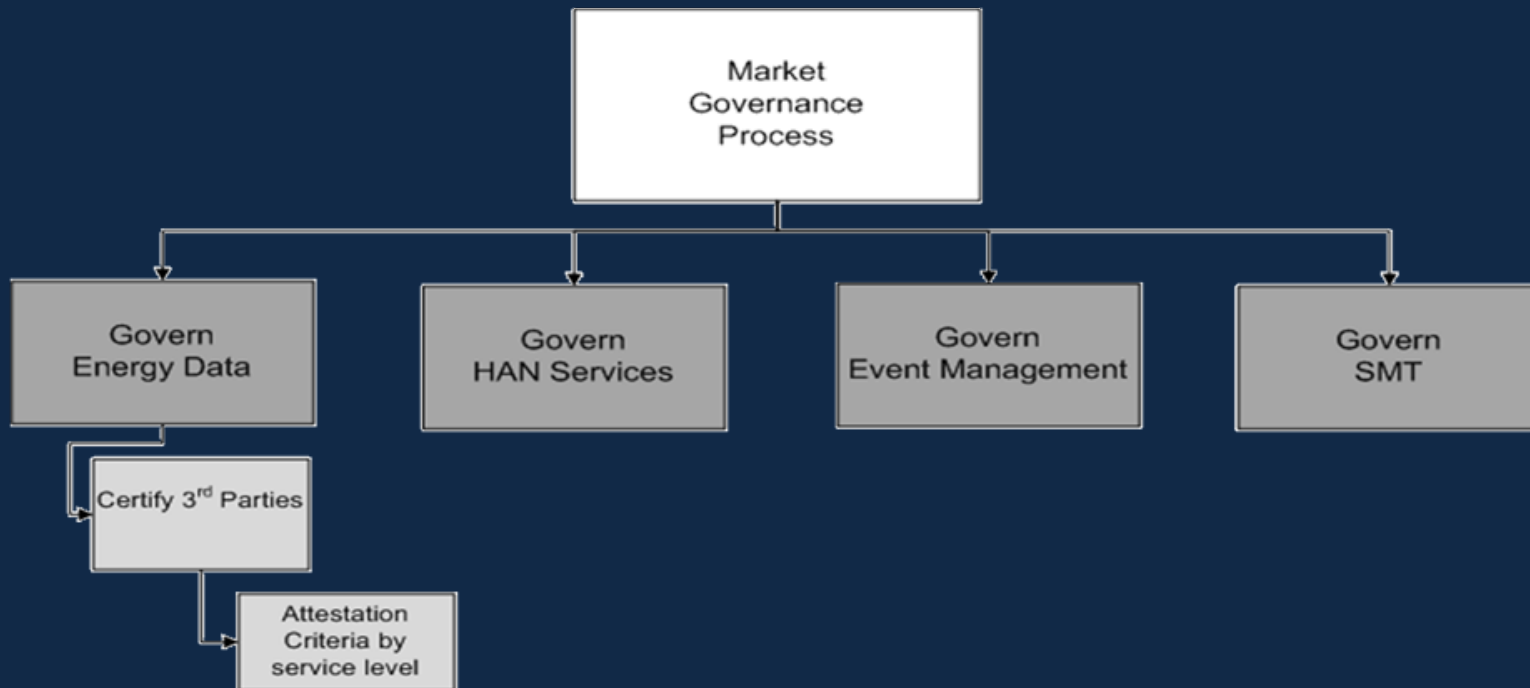 Market
Governance
Process
Govern
Energy Data
Govern
HAN Services
Govern
Event Management
Govern
SMT
Certify 3rd Parties
Attestation
Criteria by
service level